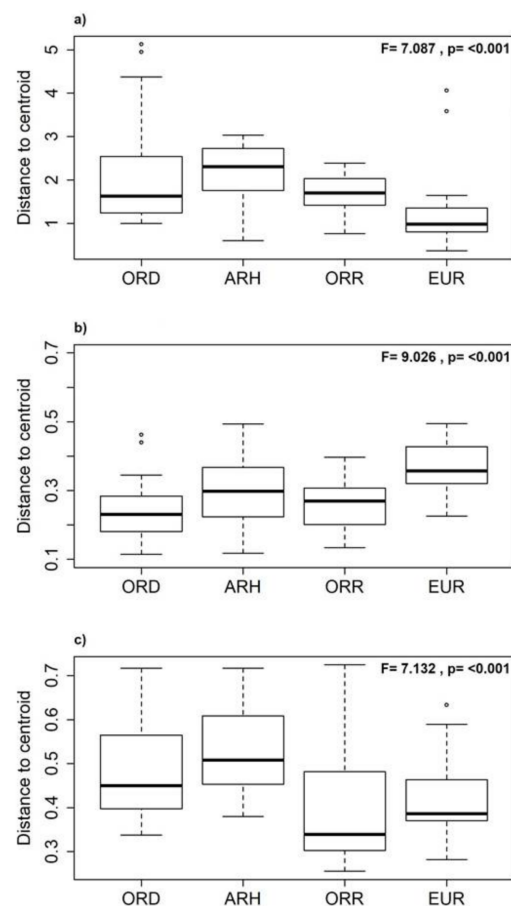 a)
F= 7.087 , p= <0.001
Distance to centroid
5
4
3
2
1
ORD ARH ORR EUR
b)
F= 9.026 , p= <0.001
Distance to centroid
0.7
0.5
0.3
0.1
ORD ARH ORR EUR
c)
F= 7.132 , p= <0.001
Distance to centroid
0.7
0.6
0.5
0.4
0.3
ORD ARH ORR EUR